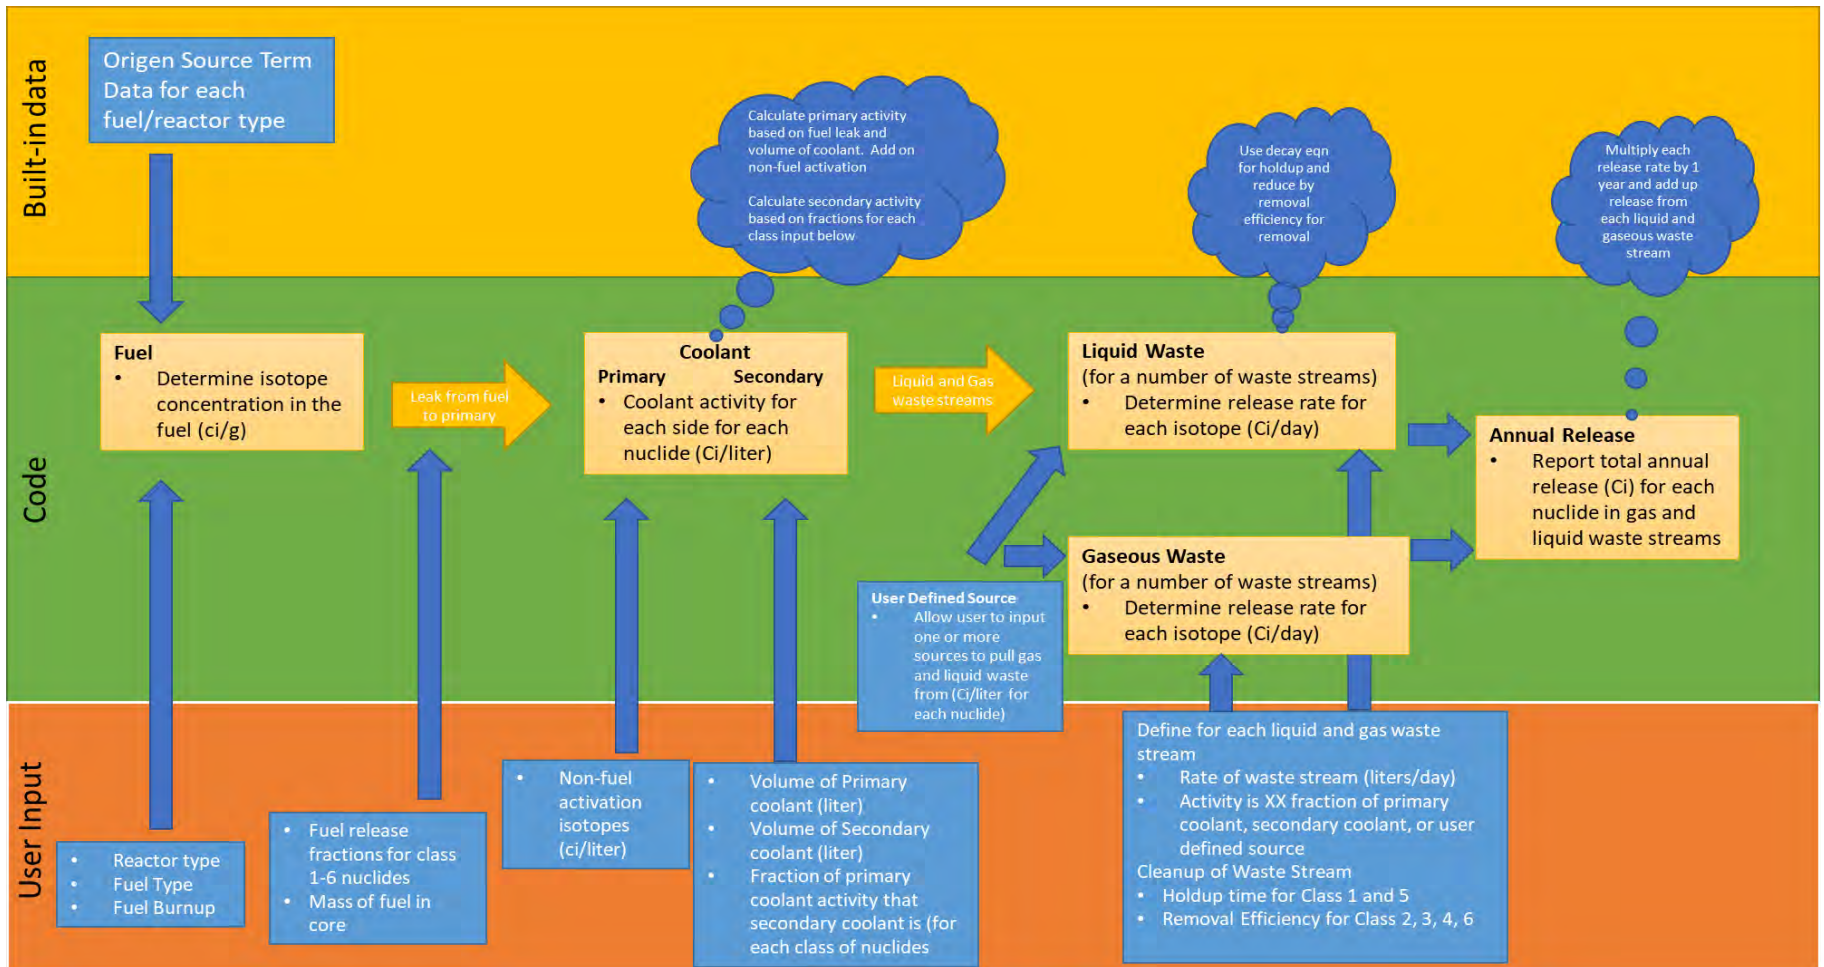 Built-in data
Origen Source Term
Data for each
fuel/reactor type
Calculate primary activity
based on fuel leak and
volume of coolant.  Add on
non-fuel activation
Calculate secondary activity
based on fractions for each
class input below
Use decay eqn
for holdup and
reduce by
removal
efficiency for
removal
Multiply each
release rate by 1
year and add up
release from
each liquid and
gaseous waste
stream
Code
Fuel
• Determine isotope
concentration in the
fuel (ci/g)
Leak from fuel
to primary
Coolant
Primary Secondary
• Coolant activity for
each side for each
nuclide (Ci/liter)
Liquid and Gas
waste streams
Liquid Waste
(for a number of waste streams)
• Determine release rate for
each isotope (Ci/day)
Annual Release
• Report total annual
release (Ci) for each
nuclide in gas and
liquid waste streams
Gaseous Waste
(for a number of waste streams)
• Determine release rate for
each isotope (Ci/day)
User Defined Source
• Allow user to input
one or more
sources to pull gas
and liquid waste
from (Ci/liter for
each nuclide)
User Input
• Reactor type
• Fuel Type
• Fuel Burnup
• Fuel release
fractions for class
1-6 nuclides
• Mass of fuel in
core
• Non-fuel
activation
isotopes
(ci/liter)
• Volume of Primary
coolant (liter)
• Volume of Secondary
coolant (liter)
• Fraction of primary
coolant activity that
secondary coolant is (for
each class of nuclides
Define for each liquid and gas waste
stream
• Rate of waste stream (liters/day)
• Activity is XX fraction of primary
coolant, secondary coolant, or user
defined source
Cleanup of Waste Stream
• Holdup time for Class 1 and 5
• Removal Efficiency for Class 2, 3, 4, 6